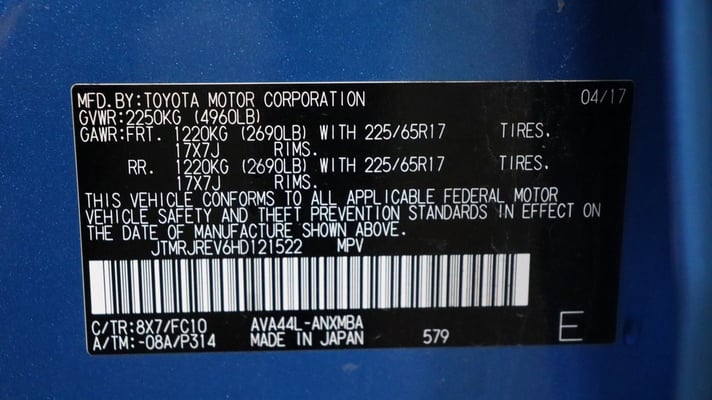 MFD.BY:TOYOTA MOTOR CORPORATION 04/17
GVWR:2250KG (4960LB)
GAWR:FRT. 1220KG (2690LB) WITH 225/65R17 TIRES.
17X7J RIMS.
RR. 1220KG (2690LB) WITH 225/65R17 TIRES.
17X7J RIMS.
THIS VEHICLE CONFORMS TO ALL APPLICABLE FEDERAL MOTOR
VEHICLE SAFETY AND THEFT PREVENTION STANDARDS IN EFFECT ON
THE DATE OF MANUFACTURE SHOWN ABOVE.
JTMRJREV6HD121522 MPV
C/TR:8X7/FC10 AVA44L-ANXMBA
A/TM:-08A/P314 MADE IN JAPAN 579 E